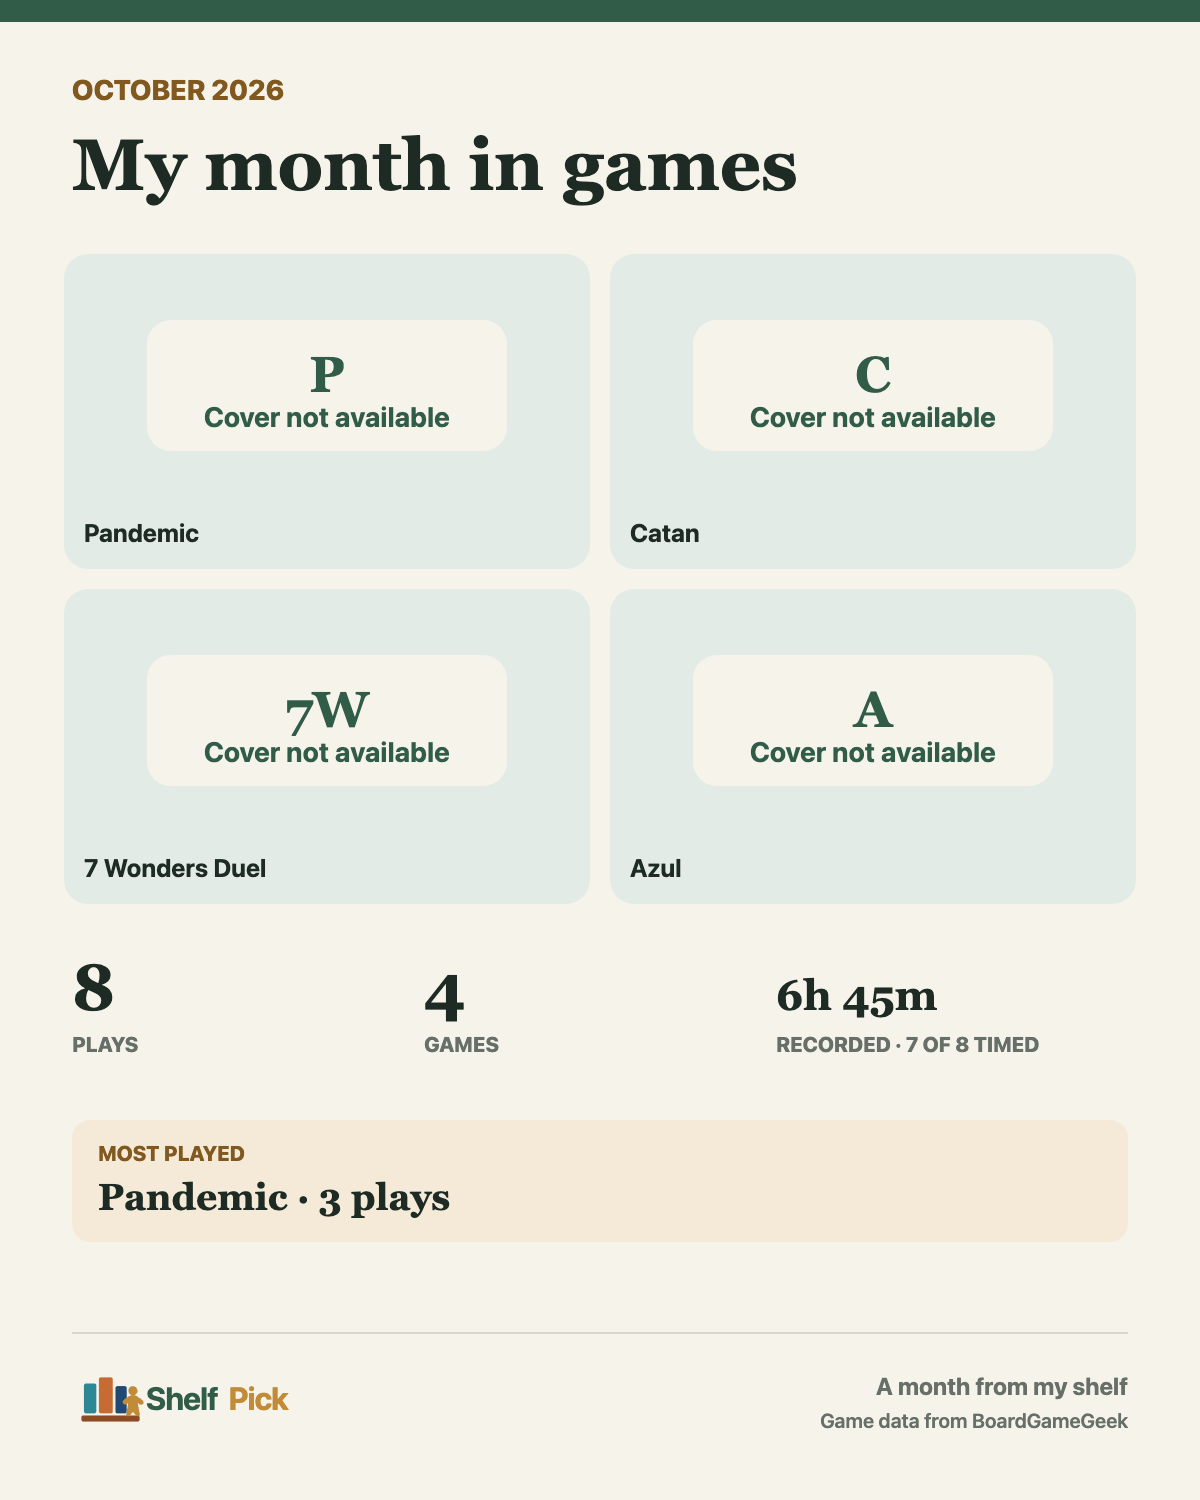 OCTOBER 2026
My month in games
P
Cover not available
Pandemic
C
Cover not available
Catan
7W
Cover not available
7 Wonders Duel
A
Cover not available
Azul
8
PLAYS
4
GAMES
6h 45m
RECORDED · 7 OF 8 TIMED
MOST PLAYED
Pandemic · 3 plays
Shelf Pick
A month from my shelf
Game data from BoardGameGeek